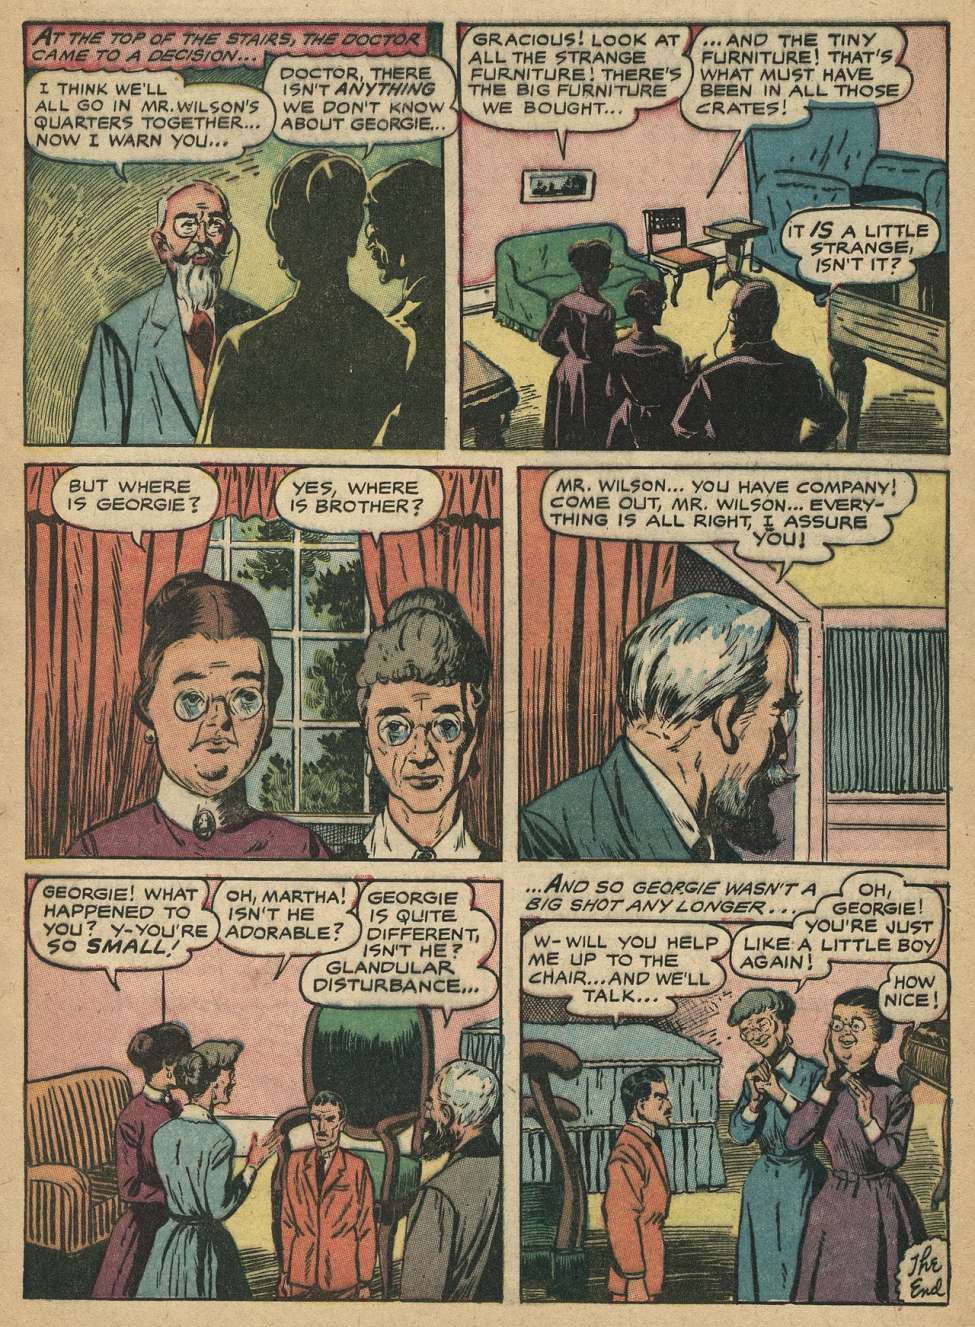 AT THE TOP OF THE STAIRS, THE DOCTOR
CAME TO A DECISION...
I THINK WE'LL
ALL GO IN MR. WILSON'S
QUARTERS TOGETHER...
NOW I WARN YOU...
DOCTOR, THERE
ISN'T ANYTHING
WE DON'T KNOW
ABOUT GEORGIE...
GRACIOUS! LOOK AT
ALL THE STRANGE
FURNITURE! THERE'S
THE BIG FURNITURE
WE BOUGHT...
...AND THE TINY
FURNITURE! THAT'S
WHAT MUST HAVE
BEEN IN ALL THOSE
CRATES!
IT IS A LITTLE
STRANGE,
ISN'T IT?
BUT WHERE
IS GEORGIE?
YES, WHERE
IS BROTHER?
MR. WILSON... YOU HAVE COMPANY!
COME OUT, MR. WILSON... EVERY-
THING IS ALL RIGHT, I ASSURE
YOU!
GEORGIE! WHAT
HAPPENED TO
YOU? Y-YOU'RE
SO SMALL!
OH, MARTHA!
ISN'T HE
ADORABLE?
GEORGIE
IS QUITE
DIFFERENT,
ISN'T HE?
GLANDULAR
DISTURBANCE...
...AND SO GEORGIE WASN'T A
BIG SHOT ANY LONGER...
W-WILL YOU HELP
ME UP TO THE
CHAIR...AND WE'LL
TALK...
OH,
GEORGIE!
YOU'RE JUST
LIKE A LITTLE BOY
AGAIN!
HOW
NICE!
The
End